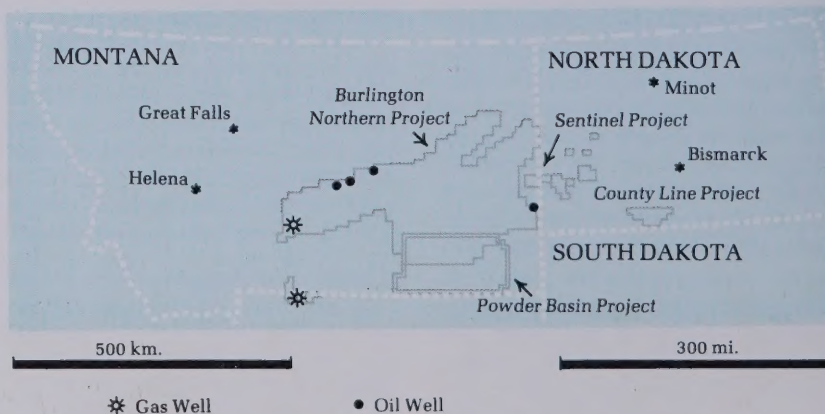 MONTANA
NORTH DAKOTA
Minot
Burlington
Northern Project
Great Falls
Sentinel Project
Bismarck
Helena
County Line Project
SOUTH DAKOTA
Powder Basin Project
500 km.
300 mi.
Gas Well
Oil Well